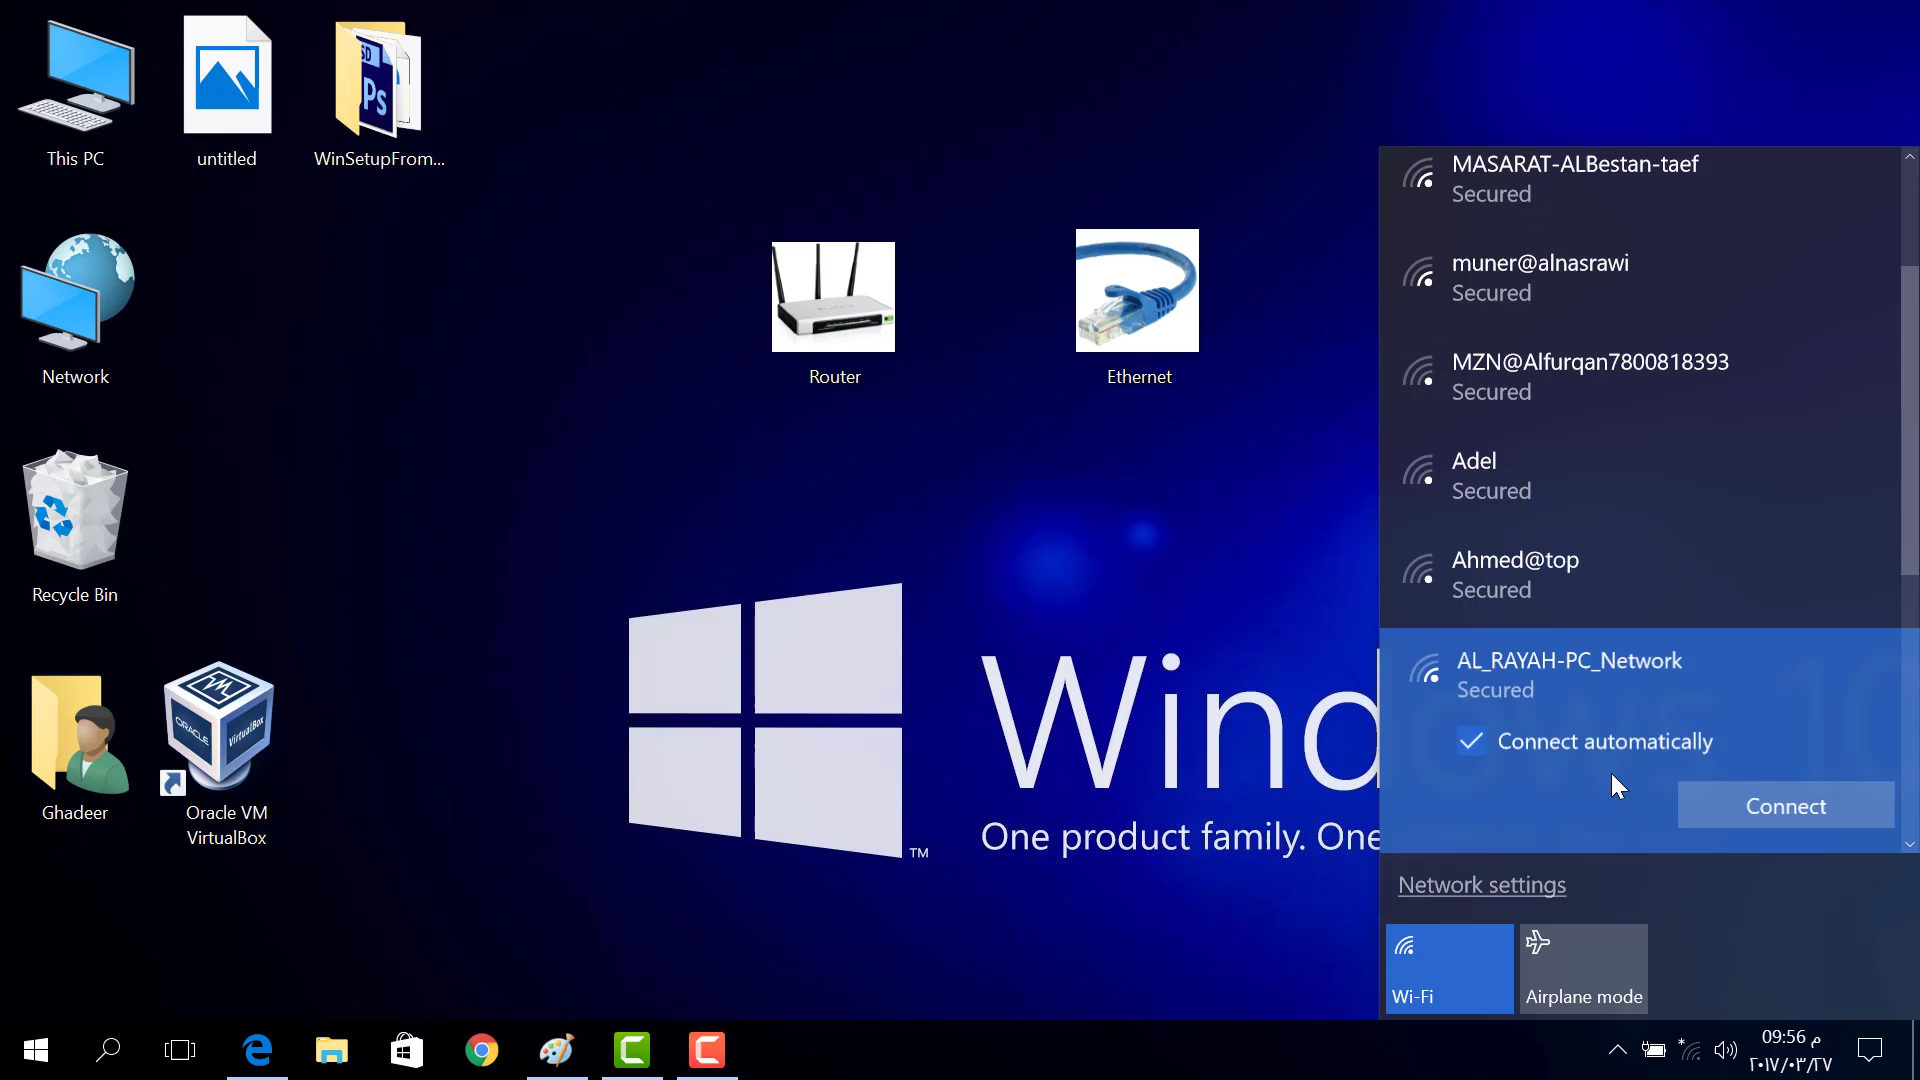 This PC
untitled
WinSetupFrom...
Network
Router
Ethernet
Recycle Bin
Ghadeer
Oracle VM
VirtualBox
TM
One product family. One
MASARAT-ALBestan-taef
Secured
muner@alnasrawi
Secured
MZN@Alfurqan7800818393
Secured
Adel
Secured
Ahmed@top
Secured
AL_RAYAH-PC_Network
Secured
Connect automatically
Connect
Network settings
Wi-Fi
Airplane mode
09:56 م
٢٠١٧/٠٣/٢٧